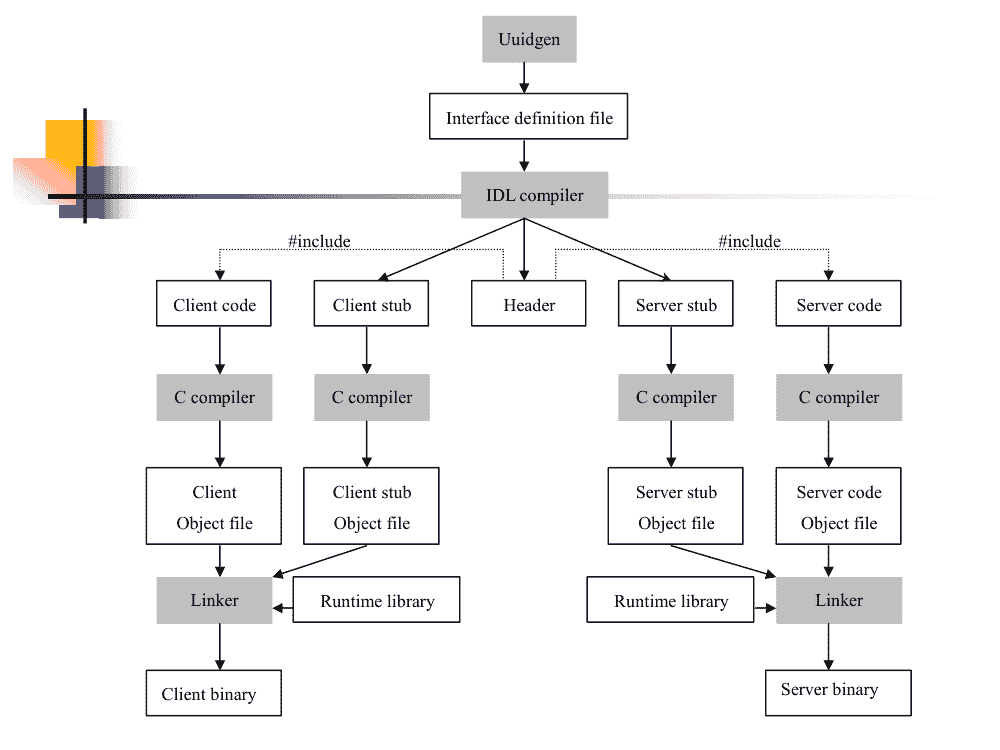 Uuidgen
Interface definition file
IDL compiler
#include
#include
Client code
Client stub
Header
Server stub
Server code
C compiler
C compiler
C compiler
C compiler
Client
Object file
Client stub
Object file
Server stub
Object file
Server code
Object file
Linker
Runtime library
Runtime library
Linker
Client binary
Server binary